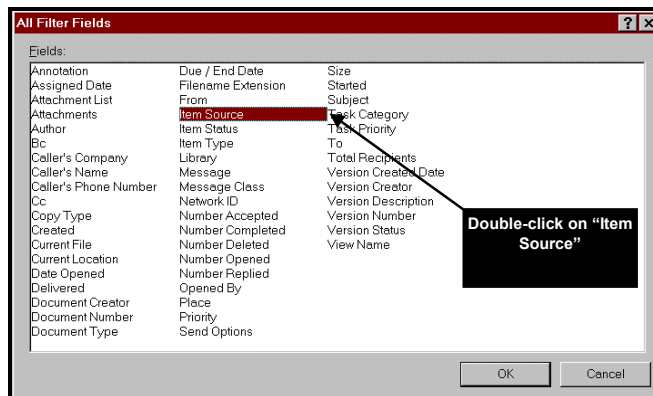 All Filter Fields
Fields:
Annotation
Assigned Date
Attachment List
Attachments
Author
Bc
Caller's Company
Caller's Name
Caller's Phone Number
Cc
Copy Type
Created
Current File
Current Location
Date Opened
Delivered
Document Creator
Document Number
Document Type
Due / End Date
Filename Extension
From
Item Source
Item Status
Item Type
Library
Message
Message Class
Network ID
Number Accepted
Number Completed
Number Deleted
Number Opened
Number Replied
Opened By
Place
Priority
Send Options
Size
Started
Subject
Task Category
Task Priority
To
Total Recipients
Version Created Date
Version Creator
Version Description
Version Number
Version Status
View Name
Double-click on “Item
Source”
OK
Cancel